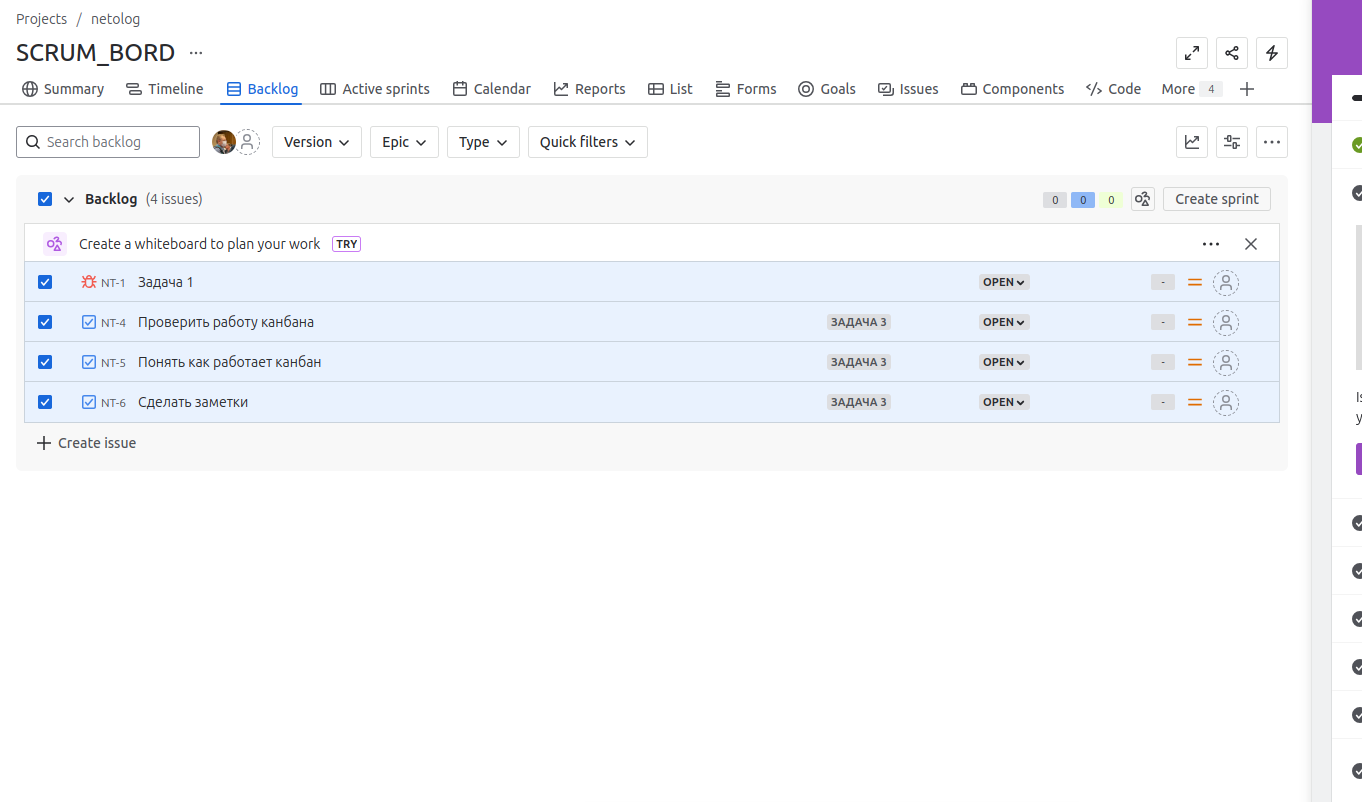 Projects / netolog
SCRUM_BORD ...
Summary Timeline Backlog Active sprints Calendar Reports List Forms Goals Issues Components Code More 4
Search backlog Version Epic Type Quick filters
Backlog (4 issues) 0 0 0 Create sprint
Create a whiteboard to plan your work TRY
NT-1 Задача 1 OPEN -
NT-4 Проверить работу канбана ЗАДАЧА 3 OPEN -
NT-5 Понять как работает канбан ЗАДАЧА 3 OPEN -
NT-6 Сделать заметки ЗАДАЧА 3 OPEN -
Create issue